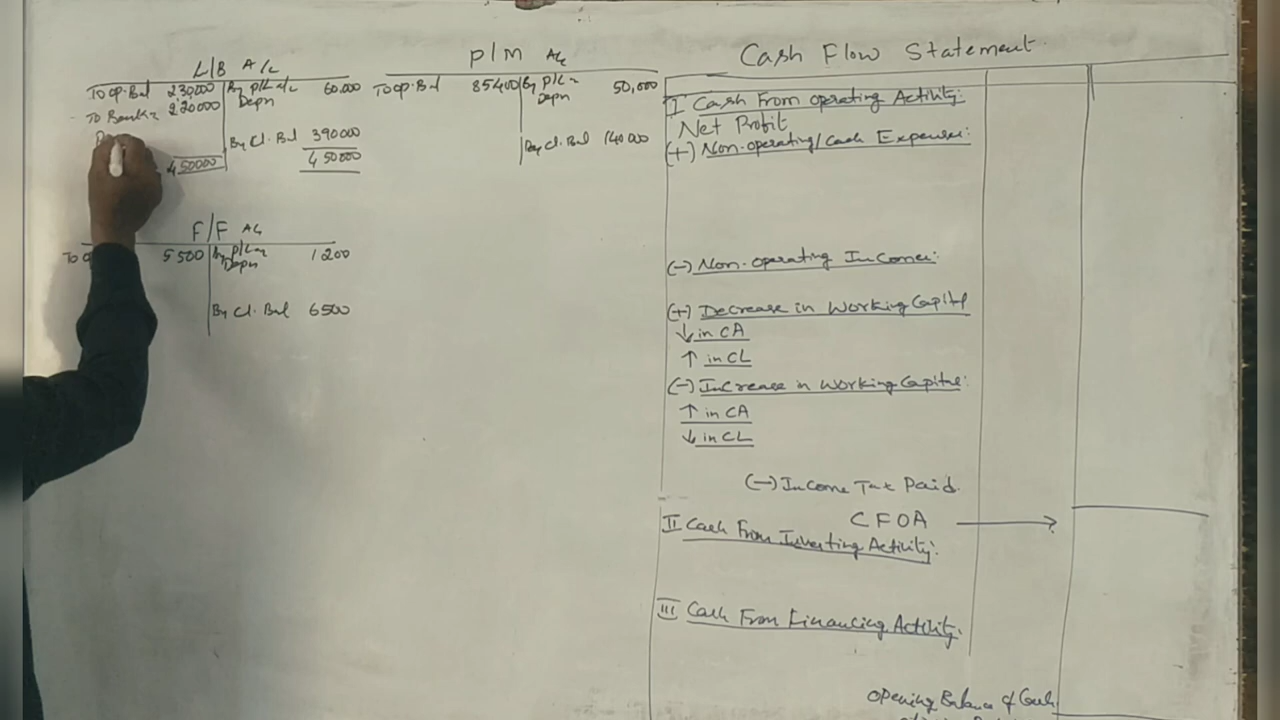 L/B A/c
To op. Bal 230000 By P/L a/c 60.000
Depn
To Bank 220000
By Cl. Bal 390000
450000 450000
P/M A/c
To op. Bal 85400 By P/L 50,000
Depn
By Cl. Bal 140000
F/F A/c
5500 By P/L 1200
Depn
By Cl. Bal 6500
Cash Flow Statement
I Cash From operating Activity:
Net Profit
(+) Non-operating/Cash Expenses:
(-) Non-operating Incomes:
(+) Decrease in Working Capital
↓ in CA
↑ in CL
(-) Increase in Working Capital:
↑ in CA
↓ in CL
(-) Income Tax Paid
CFOA →
II Cash From Investing Activity:
III Cash From Financing Activity:
Opening Balance of Cash